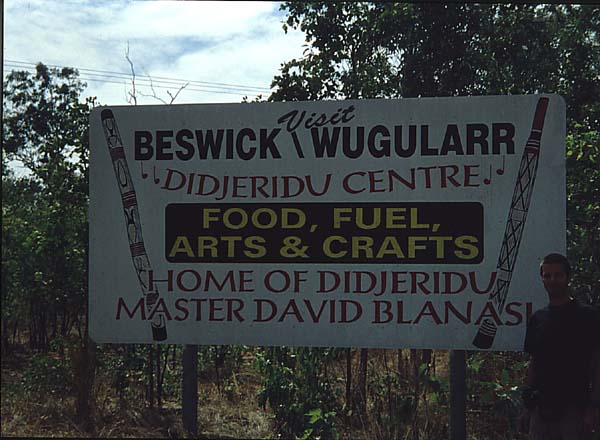 Visit
BESWICK \ WUGULARR
DIDJERIDU CENTRE
FOOD, FUEL,
ARTS & CRAFTS
HOME OF DIDJERIDU
MASTER DAVID BLANASI